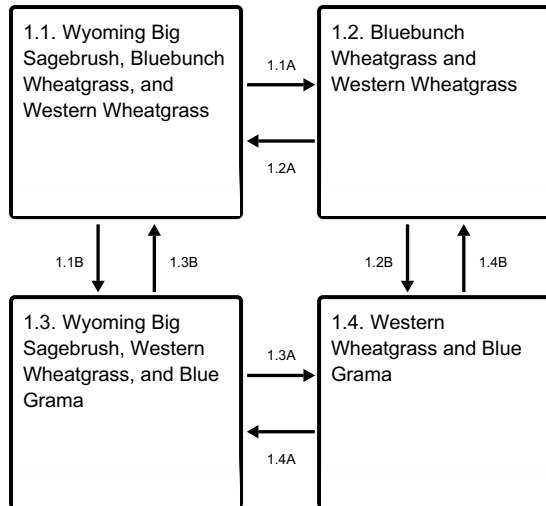 1.1. Wyoming Big
Sagebrush, Bluebunch
Wheatgrass, and
Western Wheatgrass
1.1A
1.2A
1.2. Bluebunch
Wheatgrass and
Western Wheatgrass
1.1B
1.3B
1.2B
1.4B
1.3. Wyoming Big
Sagebrush, Western
Wheatgrass, and Blue
Grama
1.3A
1.4A
1.4. Western
Wheatgrass and Blue
Grama